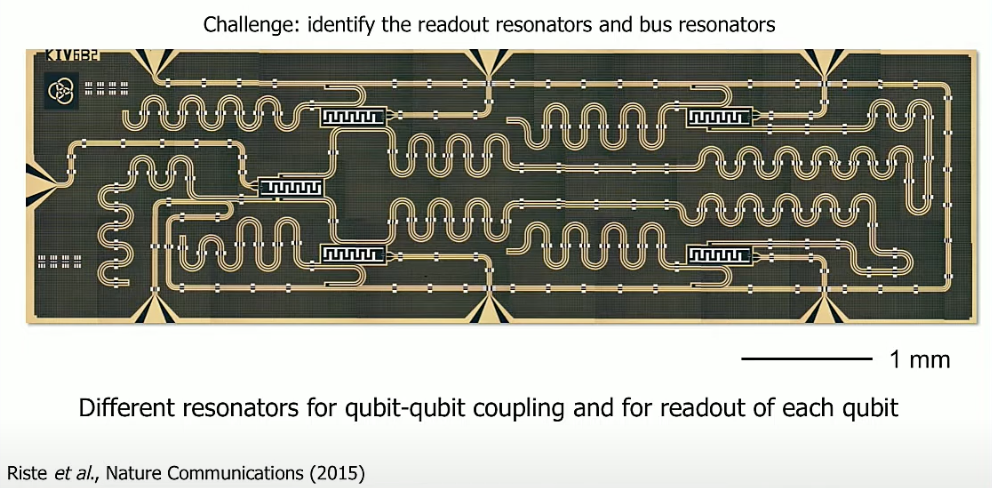 Challenge: identify the readout resonators and bus resonators
1 mm
Different resonators for qubit-qubit coupling and for readout of each qubit
Riste et al., Nature Communications (2015)